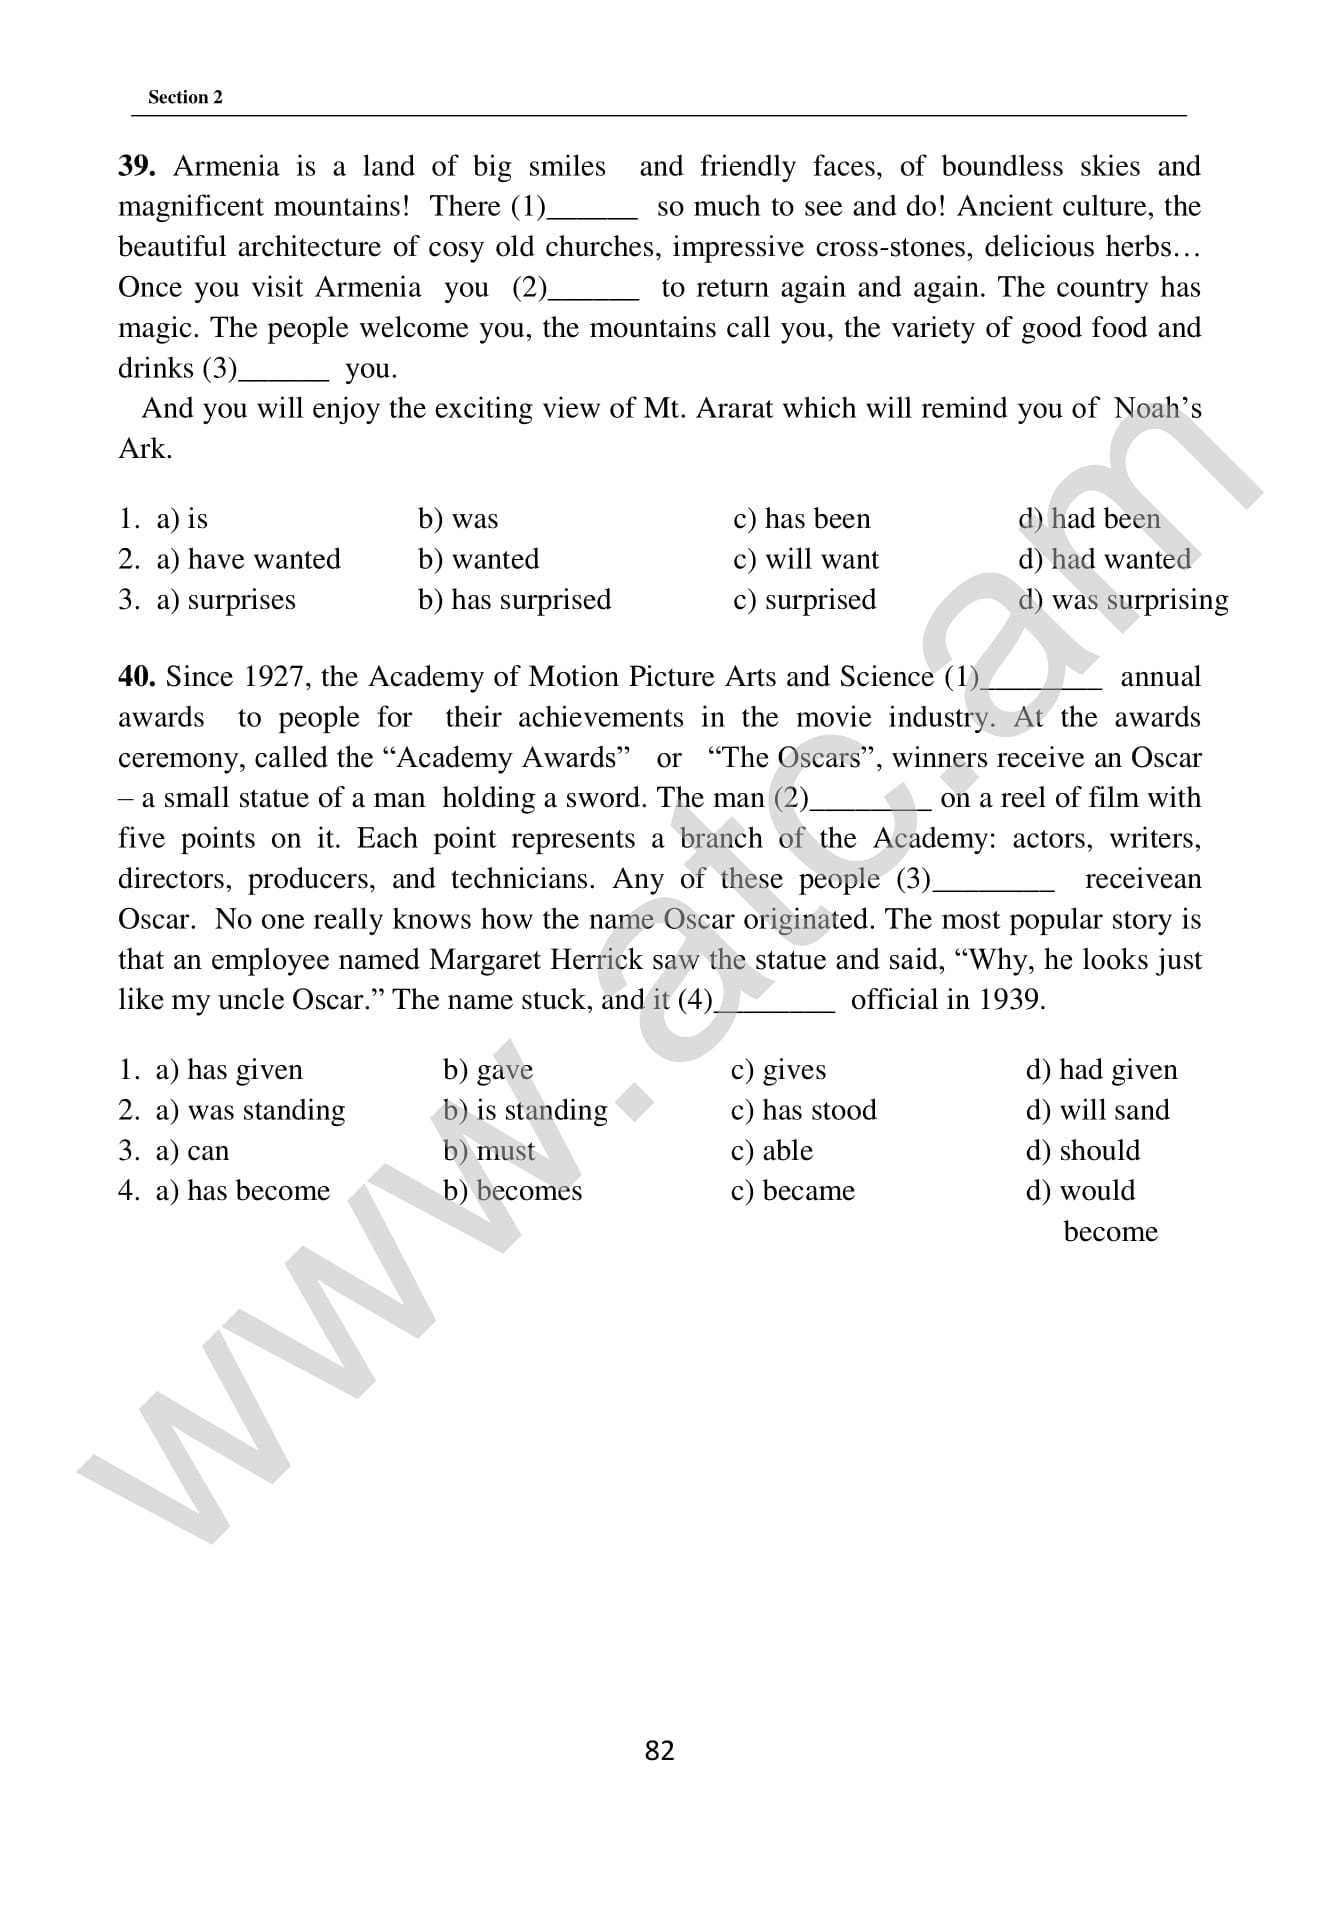 Section 2
39. Armenia is a land of big smiles and friendly faces, of boundless skies and
magnificent mountains! There (1)______ so much to see and do! Ancient culture, the
beautiful architecture of cosy old churches, impressive cross-stones, delicious herbs…
Once you visit Armenia you (2)______ to return again and again. The country has
magic. The people welcome you, the mountains call you, the variety of good food and
drinks (3)______ you.
And you will enjoy the exciting view of Mt. Ararat which will remind you of Noah’s
Ark.
1. a) is b) was c) has been d) had been
2. a) have wanted b) wanted c) will want d) had wanted
3. a) surprises b) has surprised c) surprised d) was surprising
40. Since 1927, the Academy of Motion Picture Arts and Science (1)________ annual
awards to people for their achievements in the movie industry. At the awards
ceremony, called the “Academy Awards” or “The Oscars”, winners receive an Oscar
– a small statue of a man holding a sword. The man (2)________ on a reel of film with
five points on it. Each point represents a branch of the Academy: actors, writers,
directors, producers, and technicians. Any of these people (3)________ receivean
Oscar. No one really knows how the name Oscar originated. The most popular story is
that an employee named Margaret Herrick saw the statue and said, “Why, he looks just
like my uncle Oscar.” The name stuck, and it (4)________ official in 1939.
1. a) has given b) gave c) gives d) had given
2. a) was standing b) is standing c) has stood d) will sand
3. a) can b) must c) able d) should
4. a) has become b) becomes c) became d) would
become
82
www.atc.am